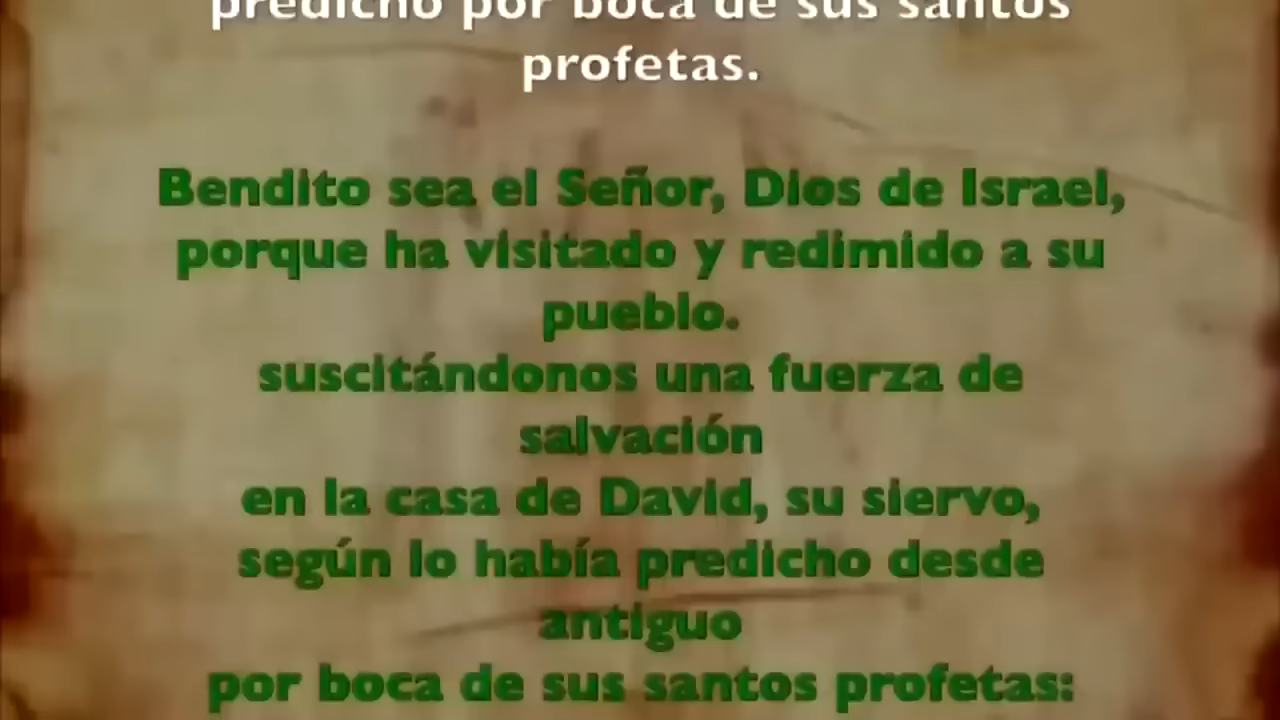 predicho por boca de sus santos
profetas.
Bendito sea el Señor, Dios de Israel,
porque ha visitado y redimido a su
pueblo.
suscitándonos una fuerza de
salvación
en la casa de David, su siervo,
según lo había predicho desde
antiguo
por boca de sus santos profetas: